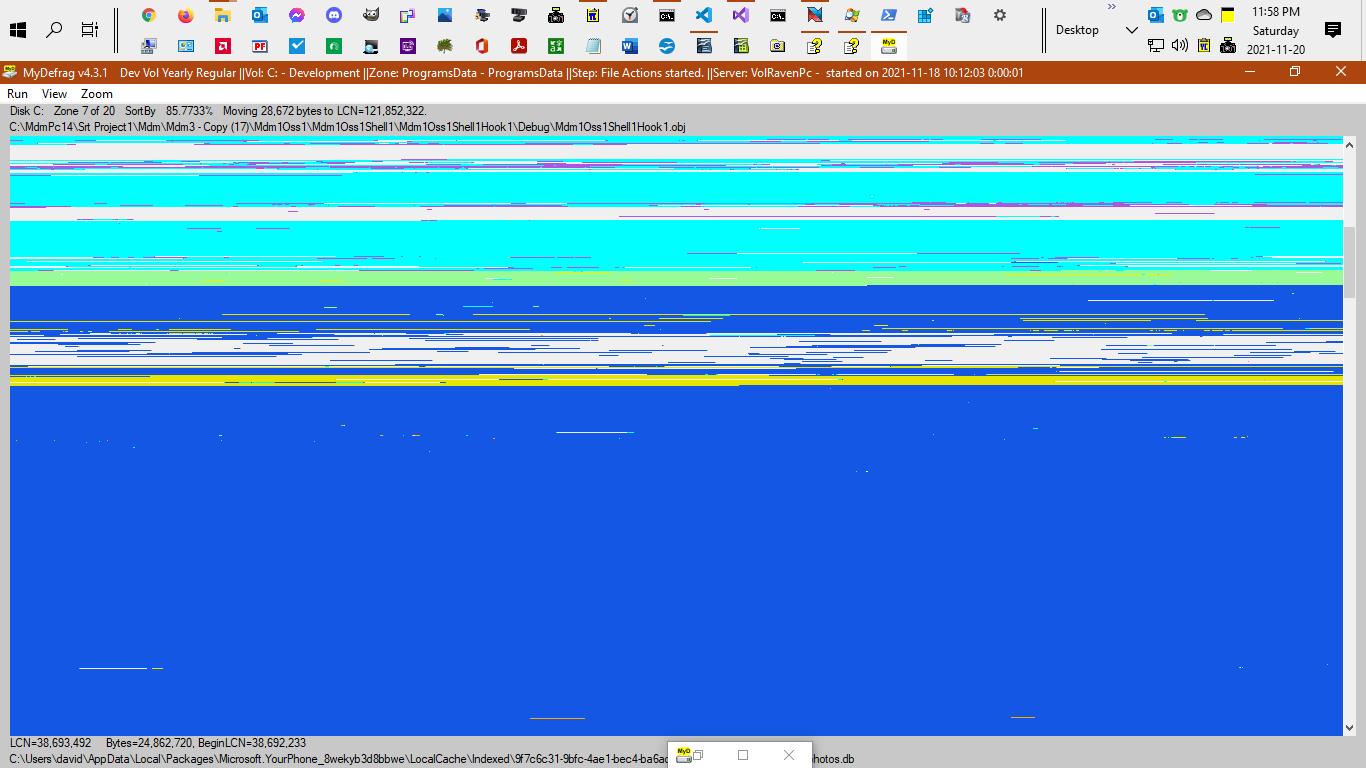 11:58 PM
Desktop
Saturday
2021-11-20
MyDefrag v4.3.1 Dev Vol Yearly Regular ||Vol: C: - Development ||Zone: ProgramsData - ProgramsData ||Step: File Actions started. ||Server: VolRavenPc - started on 2021-11-18 10:12:03 0:00:01
Run View Zoom
Disk C: Zone 7 of 20 SortBy 85.7733% Moving 28,672 bytes to LCN=121,852,322.
C:\MdmPc14\Srt Project1\Mdm\Mdm3 - Copy (17)\Mdm1Oss1\Mdm1Oss1Shell1\Mdm1Oss1Shell1Hook1\Debug\Mdm1Oss1Shell1Hook1.obj
LCN=38,693,492 Bytes=24,862,720, BeginLCN=38,692,233
C:\Users\david\AppData\Local\Packages\Microsoft.YourPhone_8wekyb3d8bbwe\LocalCache\Indexed\9f7c6c31-9bfc-4ae1-bec4-ba6a photos.db